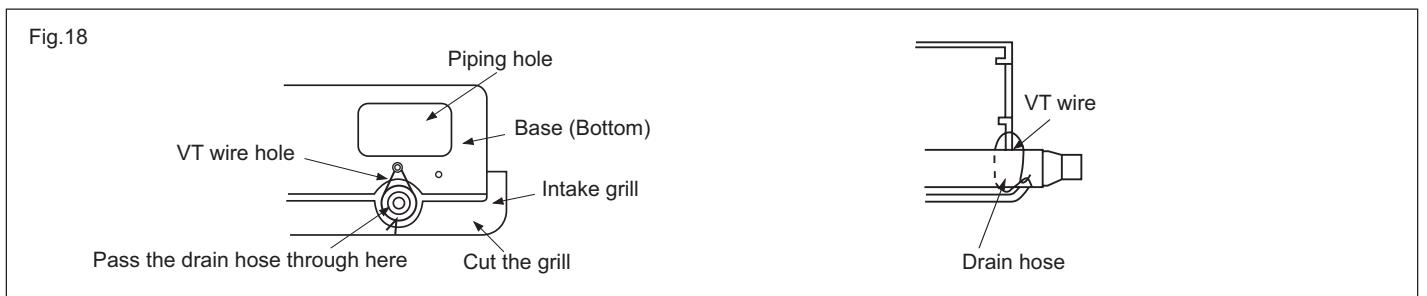 Fig.18
Piping hole
Base (Bottom)
VT wire hole
Intake grill
Pass the drain hose through here
Cut the grill
VT wire
Drain hose